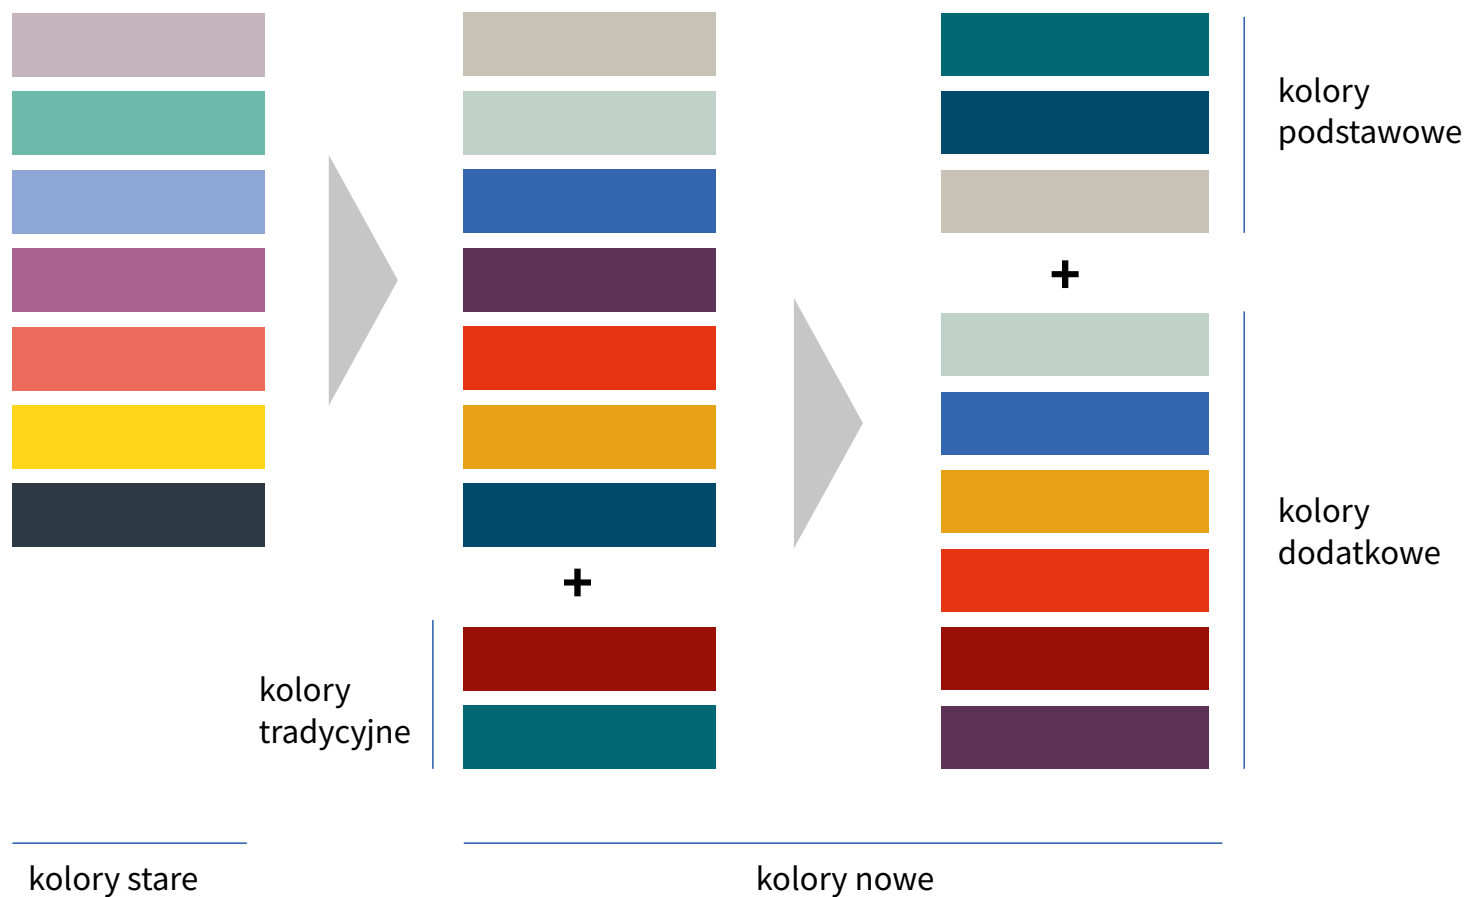 kolory
podstawowe
+
kolory
dodatkowe
+
kolory
tradycyjne
kolory stare
kolory nowe